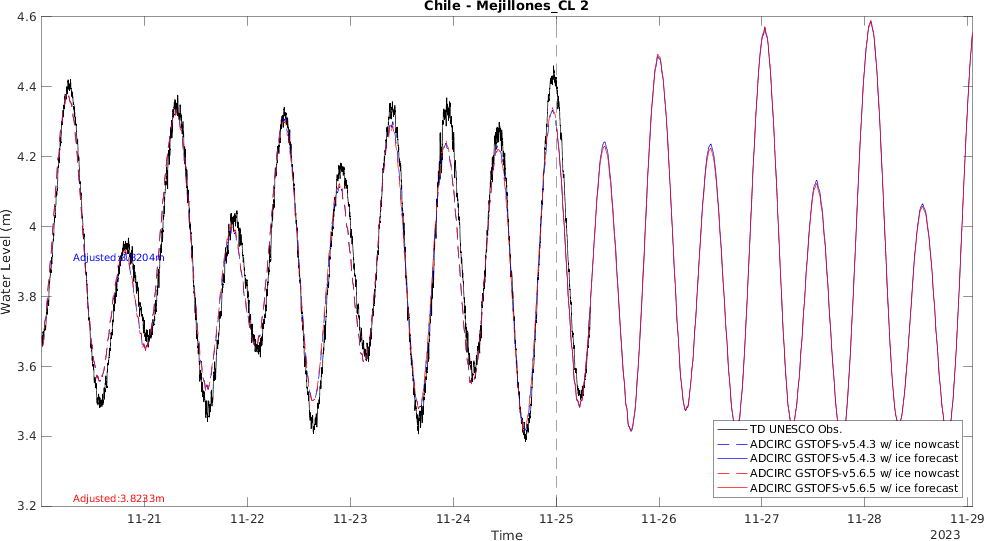 Chile - Mejillones_CL 2
4.6
4.4
4.2
4
3.8
3.6
3.4
3.2
Water Level (m)
Adjusted:3.8204m
Adjusted:3.8233m
TD UNESCO Obs.
ADCIRC GSTOFS-v5.4.3 w/ ice nowcast
ADCIRC GSTOFS-v5.4.3 w/ ice forecast
ADCIRC GSTOFS-v5.6.5 w/ ice nowcast
ADCIRC GSTOFS-v5.6.5 w/ ice forecast
11-21 11-22 11-23 11-24 11-25 11-26 11-27 11-28 11-29
Time
2023